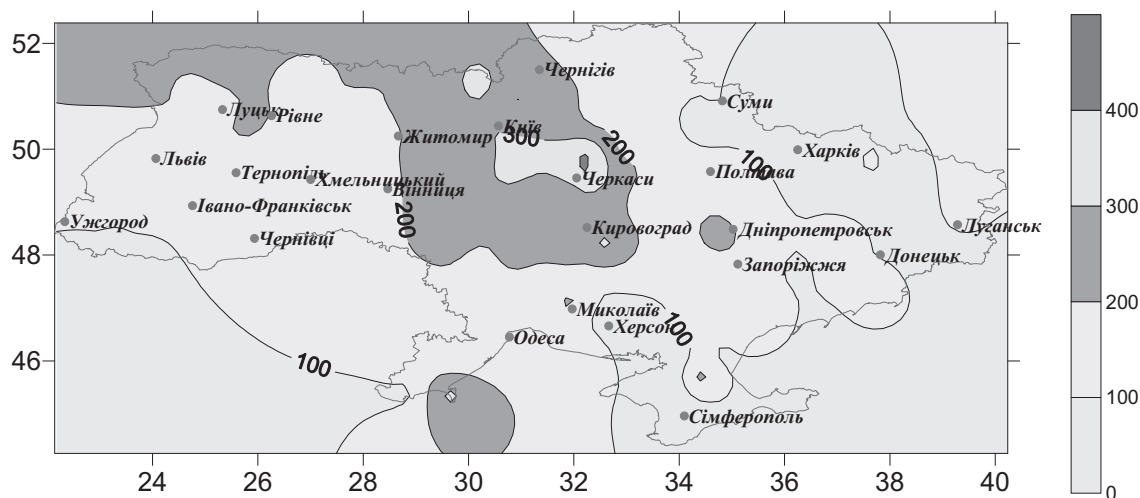 52
50
48
46
Чернігів
Суми
Луцьк
Рівне
Київ
300
Житомир
200
Харків
100
Львів
Тернопіль
Хмельницький
Вінниця
Черкаси
Полтава
200
Івано-Франківськ
Ужгород
Чернівці
Кировоград
Дніпропетровськ
Луганськ
Донецьк
Запоріжжя
Миколаїв
Херсон
100
Одеса
100
Сімферополь
24 26 28 30 32 34 36 38 40
400
300
200
100
0